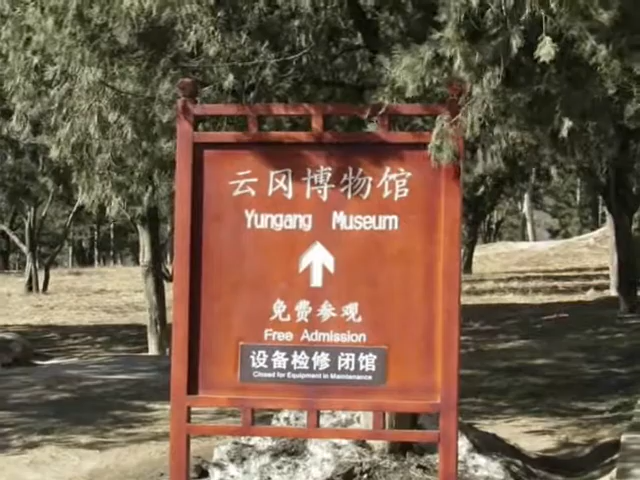 云冈博物馆
Yungang Museum
免费参观
Free Admission
设备检修 闭馆
Closed for Equipment in Maintenance